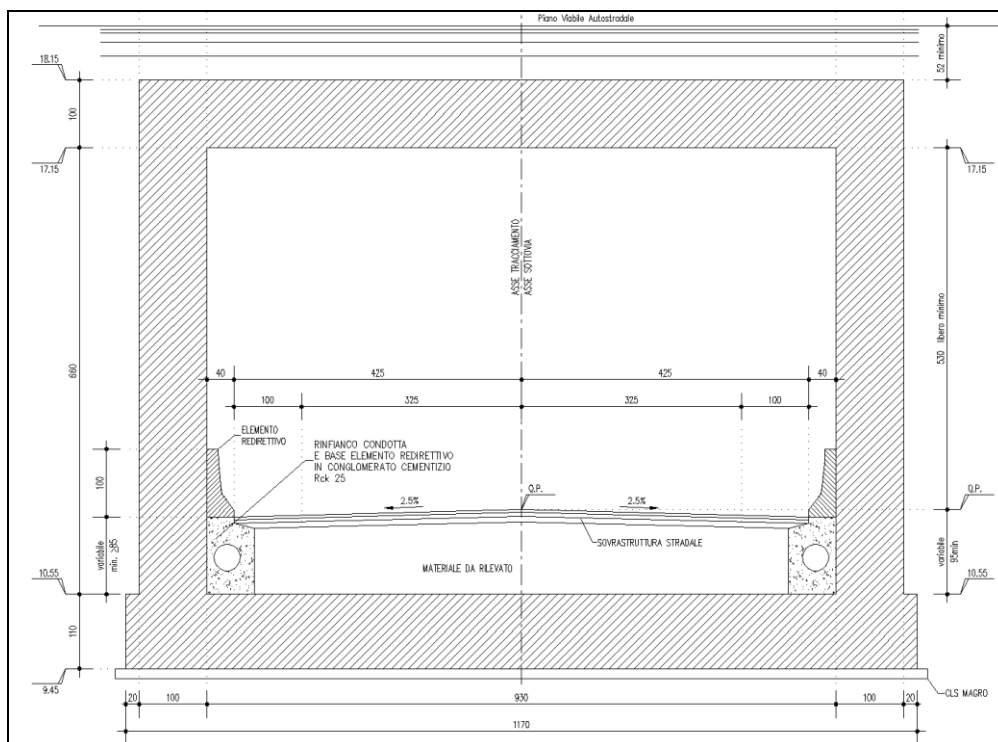 Piano Viabile Autostradale
52 minimo
18.15
100
17.15
17.15
ASSE TRACCIAMENTO
ASSE SOTTOVIA
660
530 libero minimo
40
425
425
40
100
325
325
100
ELEMENTO
REDIRETTIVO
RINFIANCO CONDOTTA
E BASE ELEMENTO REDIRETTIVO
IN CONGLOMERATO CEMENTIZIO
Rck 25
100
Q.P.
Q.P.
2.5%
2.5%
SOVRASTRUTTURA STRADALE
variabile
min. ≥85
MATERIALE DA RILEVATO
variabile
95min
10.55
10.55
110
9.45
CLS MAGRO
20
100
930
100
20
1170